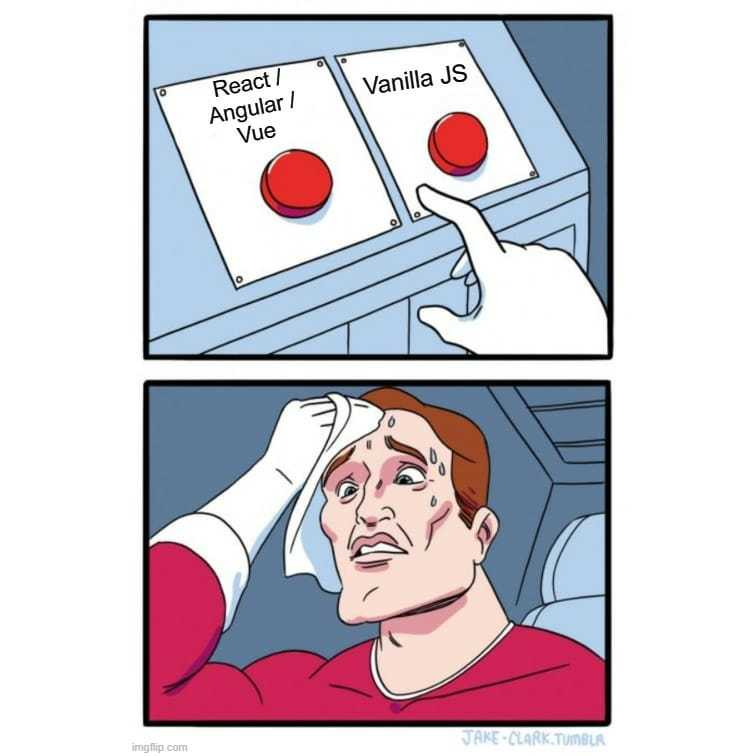 React /
Angular /
Vue
Vanilla JS
JAKE-CLARK.TUMBLR
imgflip.com